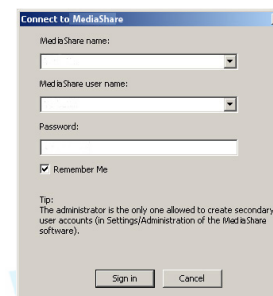 Connect to MediaShare
MediaShare name:
MediaShare user name:
Password:
Remember Me
Tip:
The administrator is the only one allowed to create secondary
user accounts (in Settings/Administration of the MediaShare
software).
Sign in
Cancel